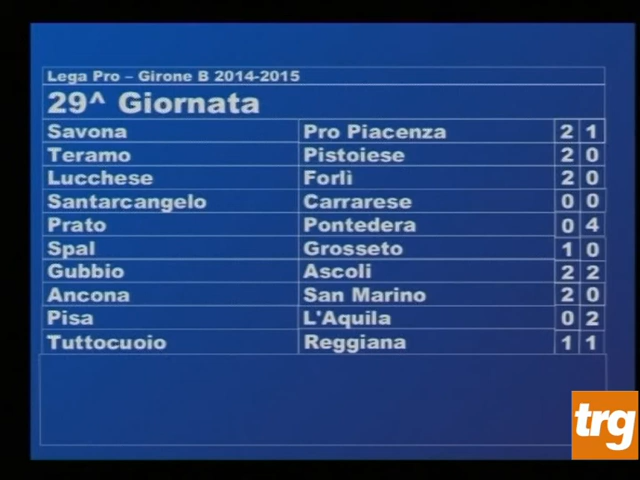 Lega Pro – Girone B 2014-2015
29^ Giornata
Savona Pro Piacenza 2 1
Teramo Pistoiese 2 0
Lucchese Forlì 2 0
Santarcangelo Carrarese 0 0
Prato Pontedera 0 4
Spal Grosseto 1 0
Gubbio Ascoli 2 2
Ancona San Marino 2 0
Pisa L'Aquila 0 2
Tuttocuoio Reggiana 1 1
trg